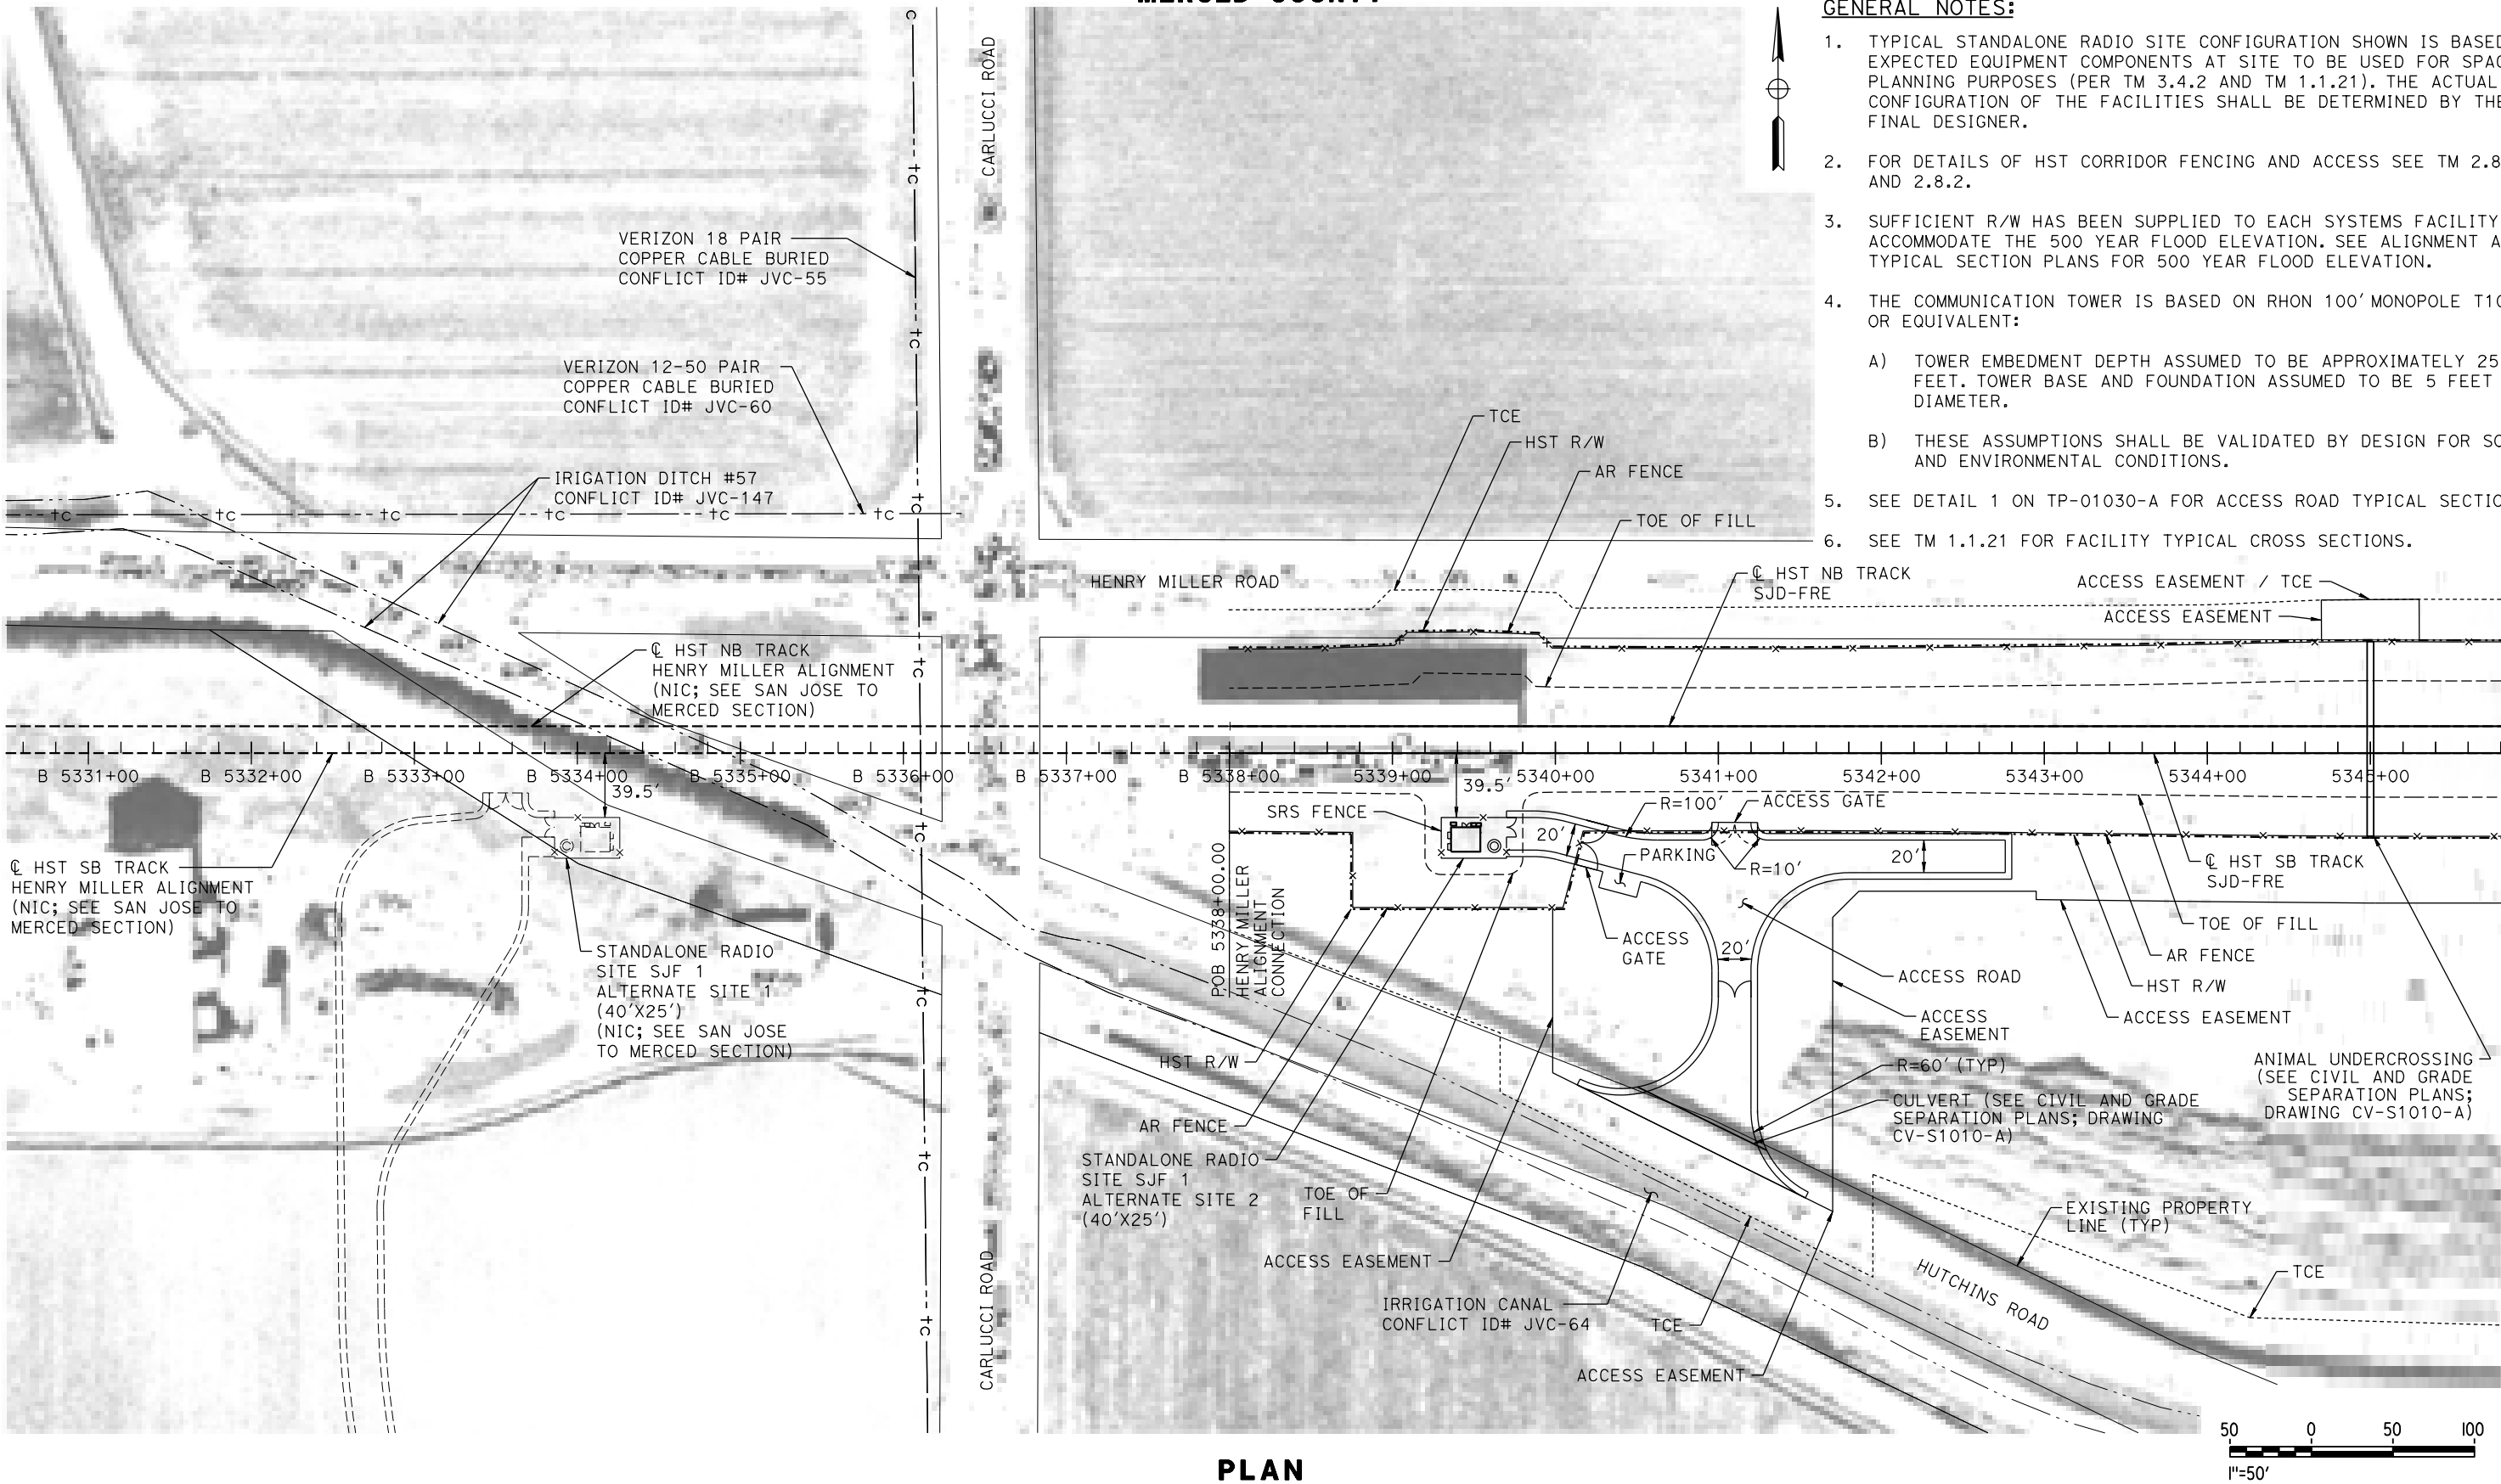 GENERAL NOTES:
1. TYPICAL STANDALONE RADIO SITE CONFIGURATION SHOWN IS BASED
EXPECTED EQUIPMENT COMPONENTS AT SITE TO BE USED FOR
PLANNING PURPOSES (PER TM 3.4.2 AND TM 1.1.21). THE ACTUAL
CONFIGURATION OF THE FACILITIES SHALL BE DETERMINED BY THE
FINAL DESIGNER.
2. FOR DETAILS OF HST CORRIDOR FENCING AND ACCESS SEE TM 2.8
AND 2.8.2.
3. SUFFICIENT R/W HAS BEEN SUPPLIED TO EACH SYSTEMS FACILITY
ACCOMMODATE THE 500 YEAR FLOOD ELEVATION. SEE ALIGNMENT
TYPICAL SECTION PLANS FOR 500 YEAR FLOOD ELEVATION.
4. THE COMMUNICATION TOWER IS BASED ON RHON 100' MONOPOLE
OR EQUIVALENT:
A) TOWER EMBEDMENT DEPTH ASSUMED TO BE APPROXIMATELY 25
FEET. TOWER BASE AND FOUNDATION ASSUMED TO BE 5 FEET
DIAMETER.
B) THESE ASSUMPTIONS SHALL BE VALIDATED BY DESIGN FOR
AND ENVIRONMENTAL CONDITIONS.
5. SEE DETAIL 1 ON TP-01030-A FOR ACCESS ROAD TYPICAL
6. SEE TM 1.1.21 FOR FACILITY TYPICAL CROSS SECTIONS.
c
tc
tc
tc
CARLUCCI ROAD
VERIZON 18 PAIR
COPPER CABLE BURIED
CONFLICT ID# JVC-55
VERIZON 12-50 PAIR
COPPER CABLE BURIED
CONFLICT ID# JVC-60
IRIGATION DITCH #57
CONFLICT ID# JVC-147
tc tc tc tc tc tc
TCE
HST R/W
AR FENCE
TOE OF FILL
HENRY MILLER ROAD
℄ HST NB TRACK
SJD-FRE
ACCESS EASEMENT / TCE
ACCESS EASEMENT
℄ HST NB TRACK
HENRY MILLER ALIGNMENT
(NIC; SEE SAN JOSE TO
MERCED SECTION)
tc
B 5331+00 B 5332+00 B 5333+00 B 5334+00 B 5335+00 B 5336+00 B 5337+00 B 5338+00 5339+00 5340+00 5341+00 5342+00 5343+00 5344+00 5345+00
39.5'
39.5'
SRS FENCE
R=100'
ACCESS GATE
20'
PARKING
R=10'
20'
tc
℄ HST SB TRACK
HENRY MILLER ALIGNMENT
(NIC; SEE SAN JOSE TO
MERCED SECTION)
℄ HST SB TRACK
SJD-FRE
POB 5338+00.00
HENRY MILLER
ALIGNMENT
CONNECTION
TOE OF FILL
AR FENCE
HST R/W
ACCESS EASEMENT
ACCESS
GATE
20'
ACCESS ROAD
ACCESS
EASEMENT
STANDALONE RADIO
SITE SJF 1
ALTERNATE SITE 1
(40'X25')
(NIC; SEE SAN JOSE
TO MERCED SECTION)
tc
HST R/W
R=60' (TYP)
CULVERT (SEE CIVIL AND GRADE
SEPARATION PLANS; DRAWING
CV-S1010-A)
ANIMAL UNDERCROSSING
(SEE CIVIL AND GRADE
SEPARATION PLANS;
DRAWING CV-S1010-A)
AR FENCE
STANDALONE RADIO
SITE SJF 1
ALTERNATE SITE 2
(40'X25')
tc
TOE OF
FILL
EXISTING PROPERTY
LINE (TYP)
ACCESS EASEMENT
HUTCHINS ROAD
TCE
IRRIGATION CANAL
CONFLICT ID# JVC-64
TCE
tc
CARLUCCI ROAD
ACCESS EASEMENT
50 0 50 100
1"=50'
PLAN